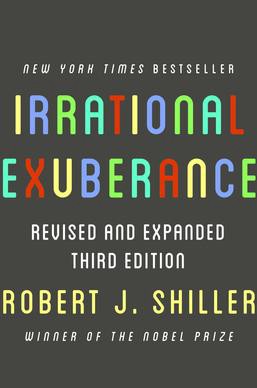 NEW YORK TIMES BESTSELLER
IRRATIONAL
EXUBERANCE
REVISED AND EXPANDED
THIRD EDITION
ROBERT J. SHILLER
WINNER OF THE NOBEL PRIZE